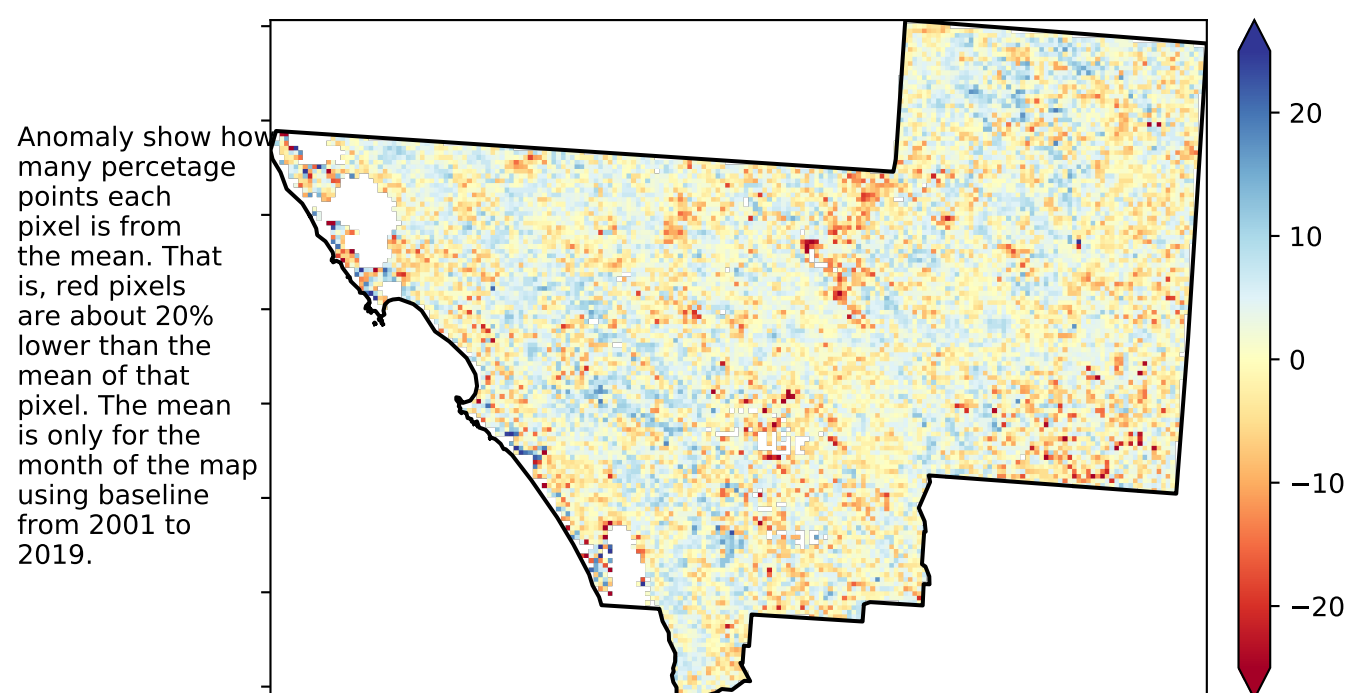 Anomaly show how
many percetage
points each
pixel is from
the mean. That
is, red pixels
are about 20%
lower than the
mean of that
pixel. The mean
is only for the
month of the map
using baseline
from 2001 to
2019.
20
10
0
−10
−20